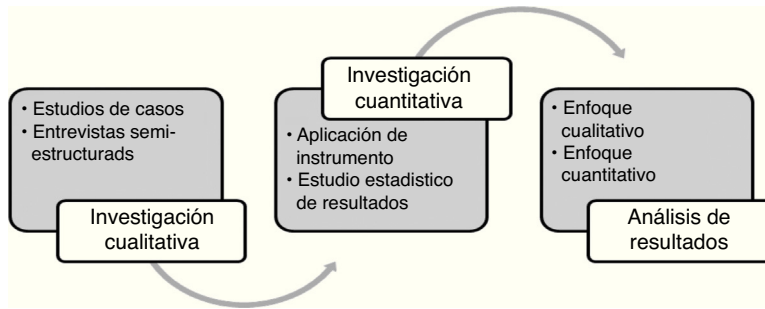 • Estudios de casos
• Entrevistas semi-
estructurads
Investigación
cualitativa
Investigación
cuantitativa
• Aplicación de
instrumento
• Estudio estadistico
de resultados
• Enfoque
cualitativo
• Enfoque
cuantitativo
Análisis de
resultados